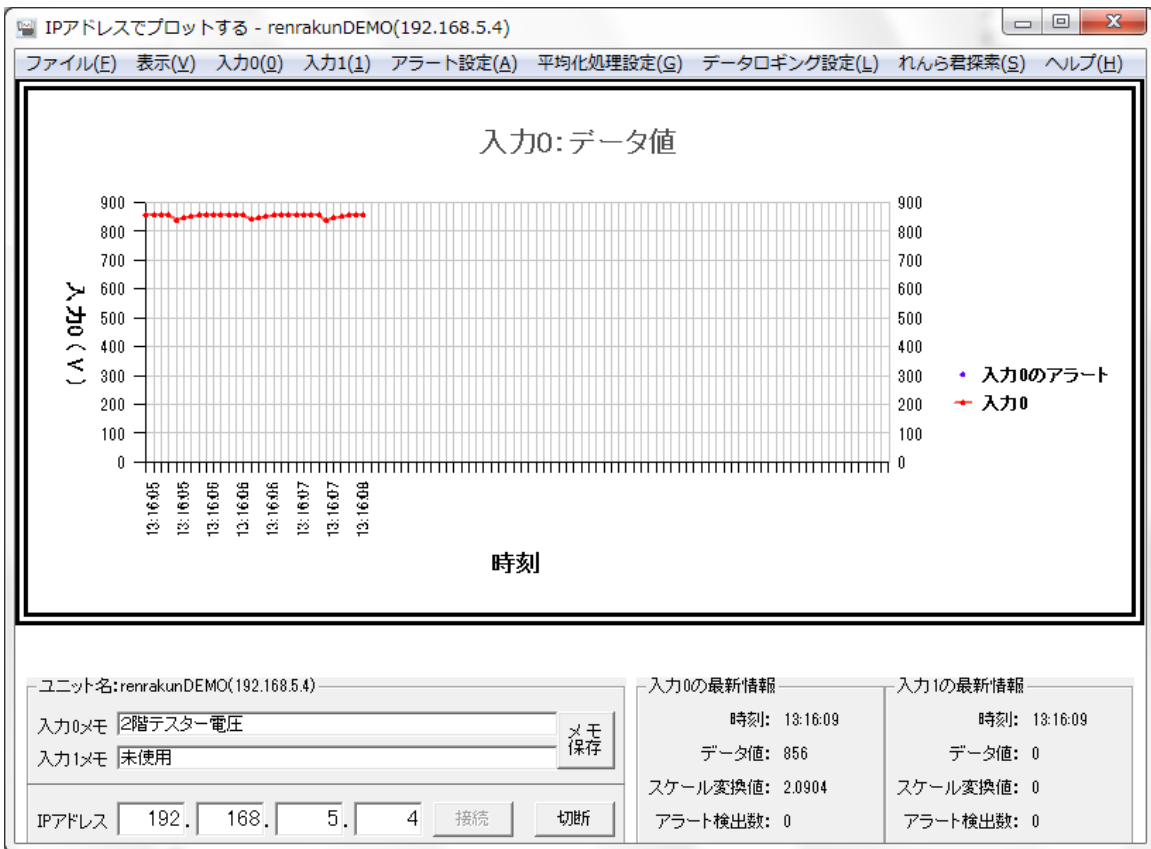 IPアドレスでプロットする - renrakunDEMO(192.168.5.4)
ファイル(F) 表示(V) 入力0(0) 入力1(1) アラート設定(A) 平均化処理設定(G) データロギング設定(L) れんら君探索(S) ヘルプ(H)
入力0:データ値
900
800
700
600
500
400
300
200
100
0
入力0(V)
900
800
700
600
500
400
300
200
100
0
13:16:05
13:16:05
13:16:06
13:16:06
13:16:06
13:16:07
13:16:07
13:16:08
時刻
入力0のアラート
入力0
ユニット名:renrakunDEMO(192.168.5.4)
入力0メモ 2階テスター電圧
入力1メモ 未使用
メモ
保存
IPアドレス 192. 168. 5. 4 接続 切断
入力0の最新情報
時刻: 13:16:09
データ値: 856
スケール変換値: 2.0904
アラート検出数: 0
入力1の最新情報
時刻: 13:16:09
データ値: 0
スケール変換値: 0
アラート検出数: 0